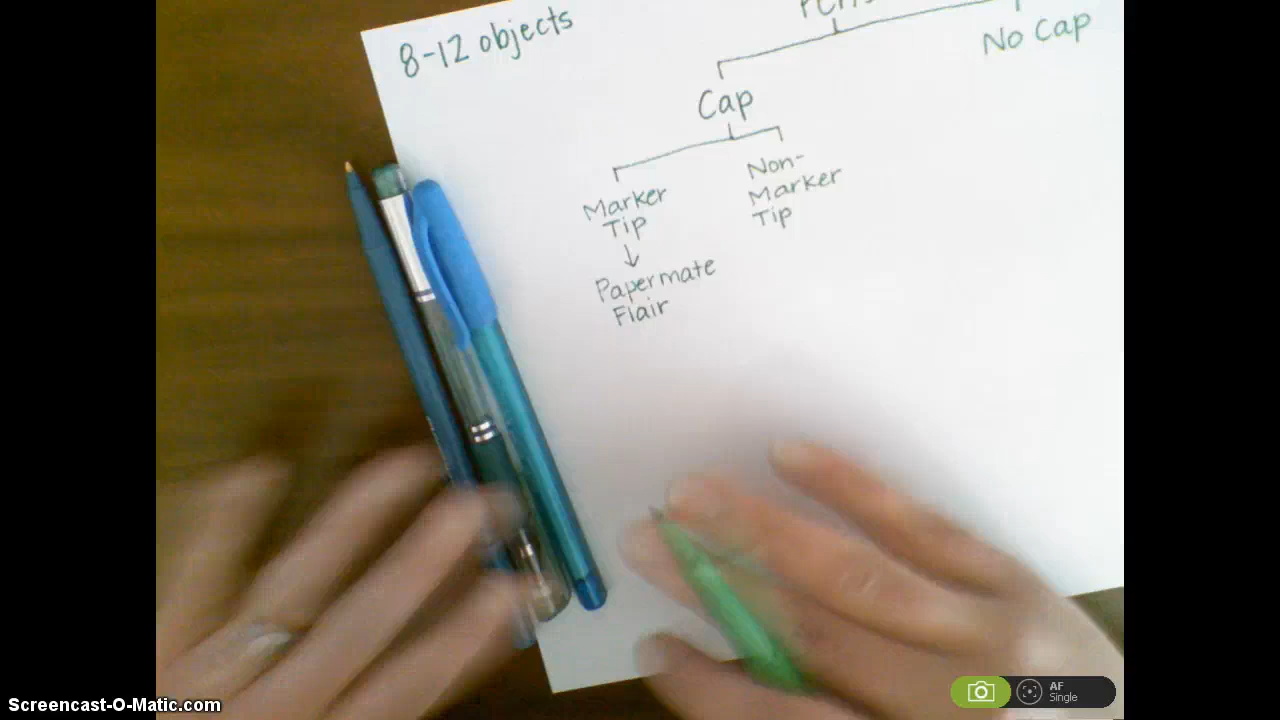 8-12 objects
No Cap
Cap
Marker
Tip
Non-
Marker
Tip
Papermate
Flair
Screencast-O-Matic.com
AF
Single